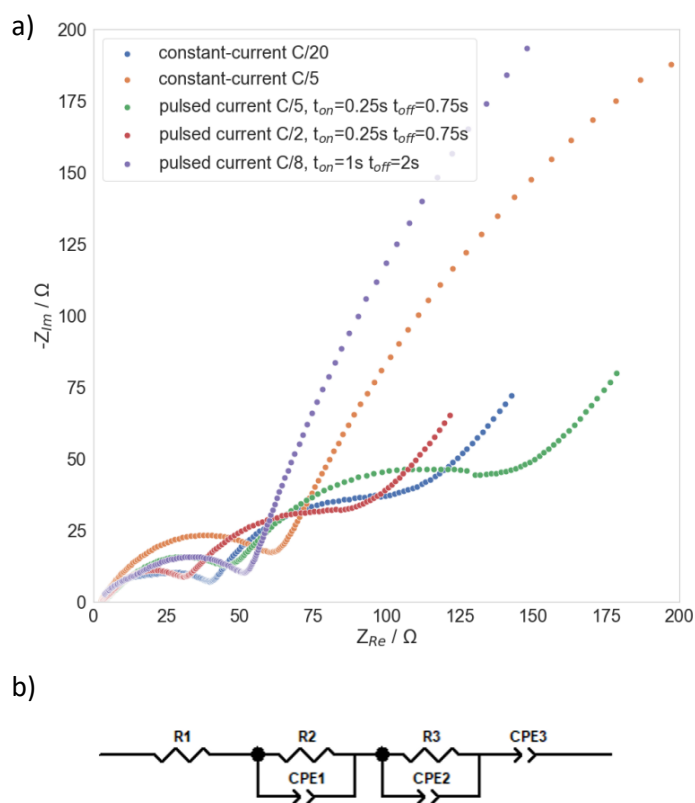 a)
200
175
150
125
100
75
50
25
0
-Z_Im / Ω
constant-current C/20
constant-current C/5
pulsed current C/5, t_on=0.25s t_off=0.75s
pulsed current C/2, t_on=0.25s t_off=0.75s
pulsed current C/8, t_on=1s t_off=2s
0 25 50 75 100 125 150 175 200
Z_Re / Ω
b)
R1 R2 R3 CPE3
CPE1 CPE2